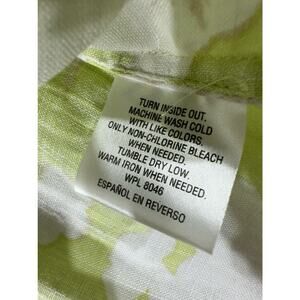 TURN INSIDE OUT.
MACHINE WASH COLD
WITH LIKE COLORS.
ONLY NON-CHLORINE BLEACH
WHEN NEEDED.
TUMBLE DRY LOW.
WARM IRON WHEN NEEDED.
WPL 8046
ESPAÑOL EN REVERSO